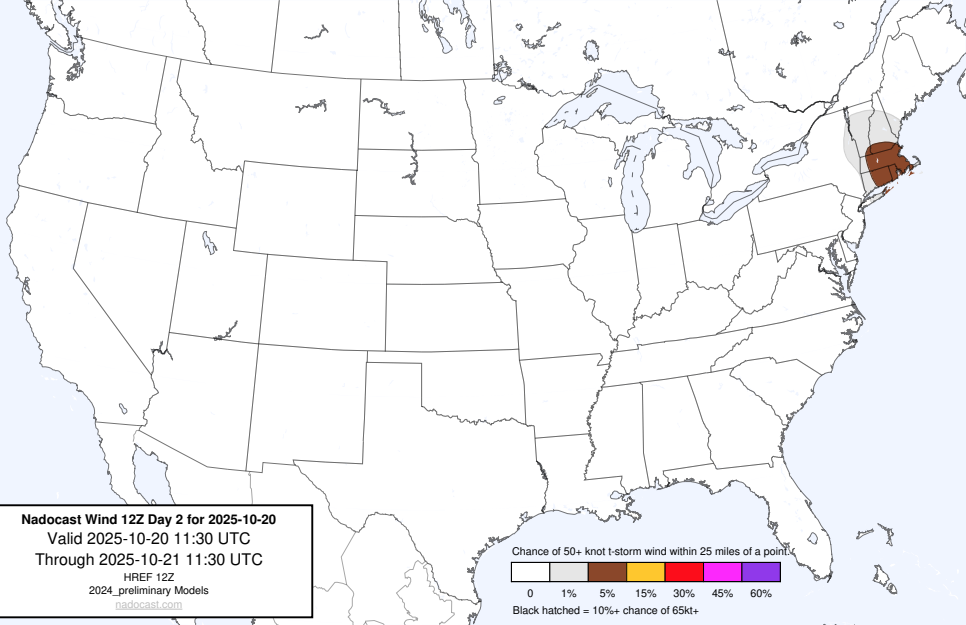 Nadocast Wind 12Z Day 2 for 2025-10-20
Valid 2025-10-20 11:30 UTC
Through 2025-10-21 11:30 UTC
HREF 12Z
2024_preliminary Models
nadocast.com
Chance of 50+ knot t-storm wind within 25 miles of a point.
0 1% 5% 15% 30% 45% 60%
Black hatched = 10%+ chance of 65kt+